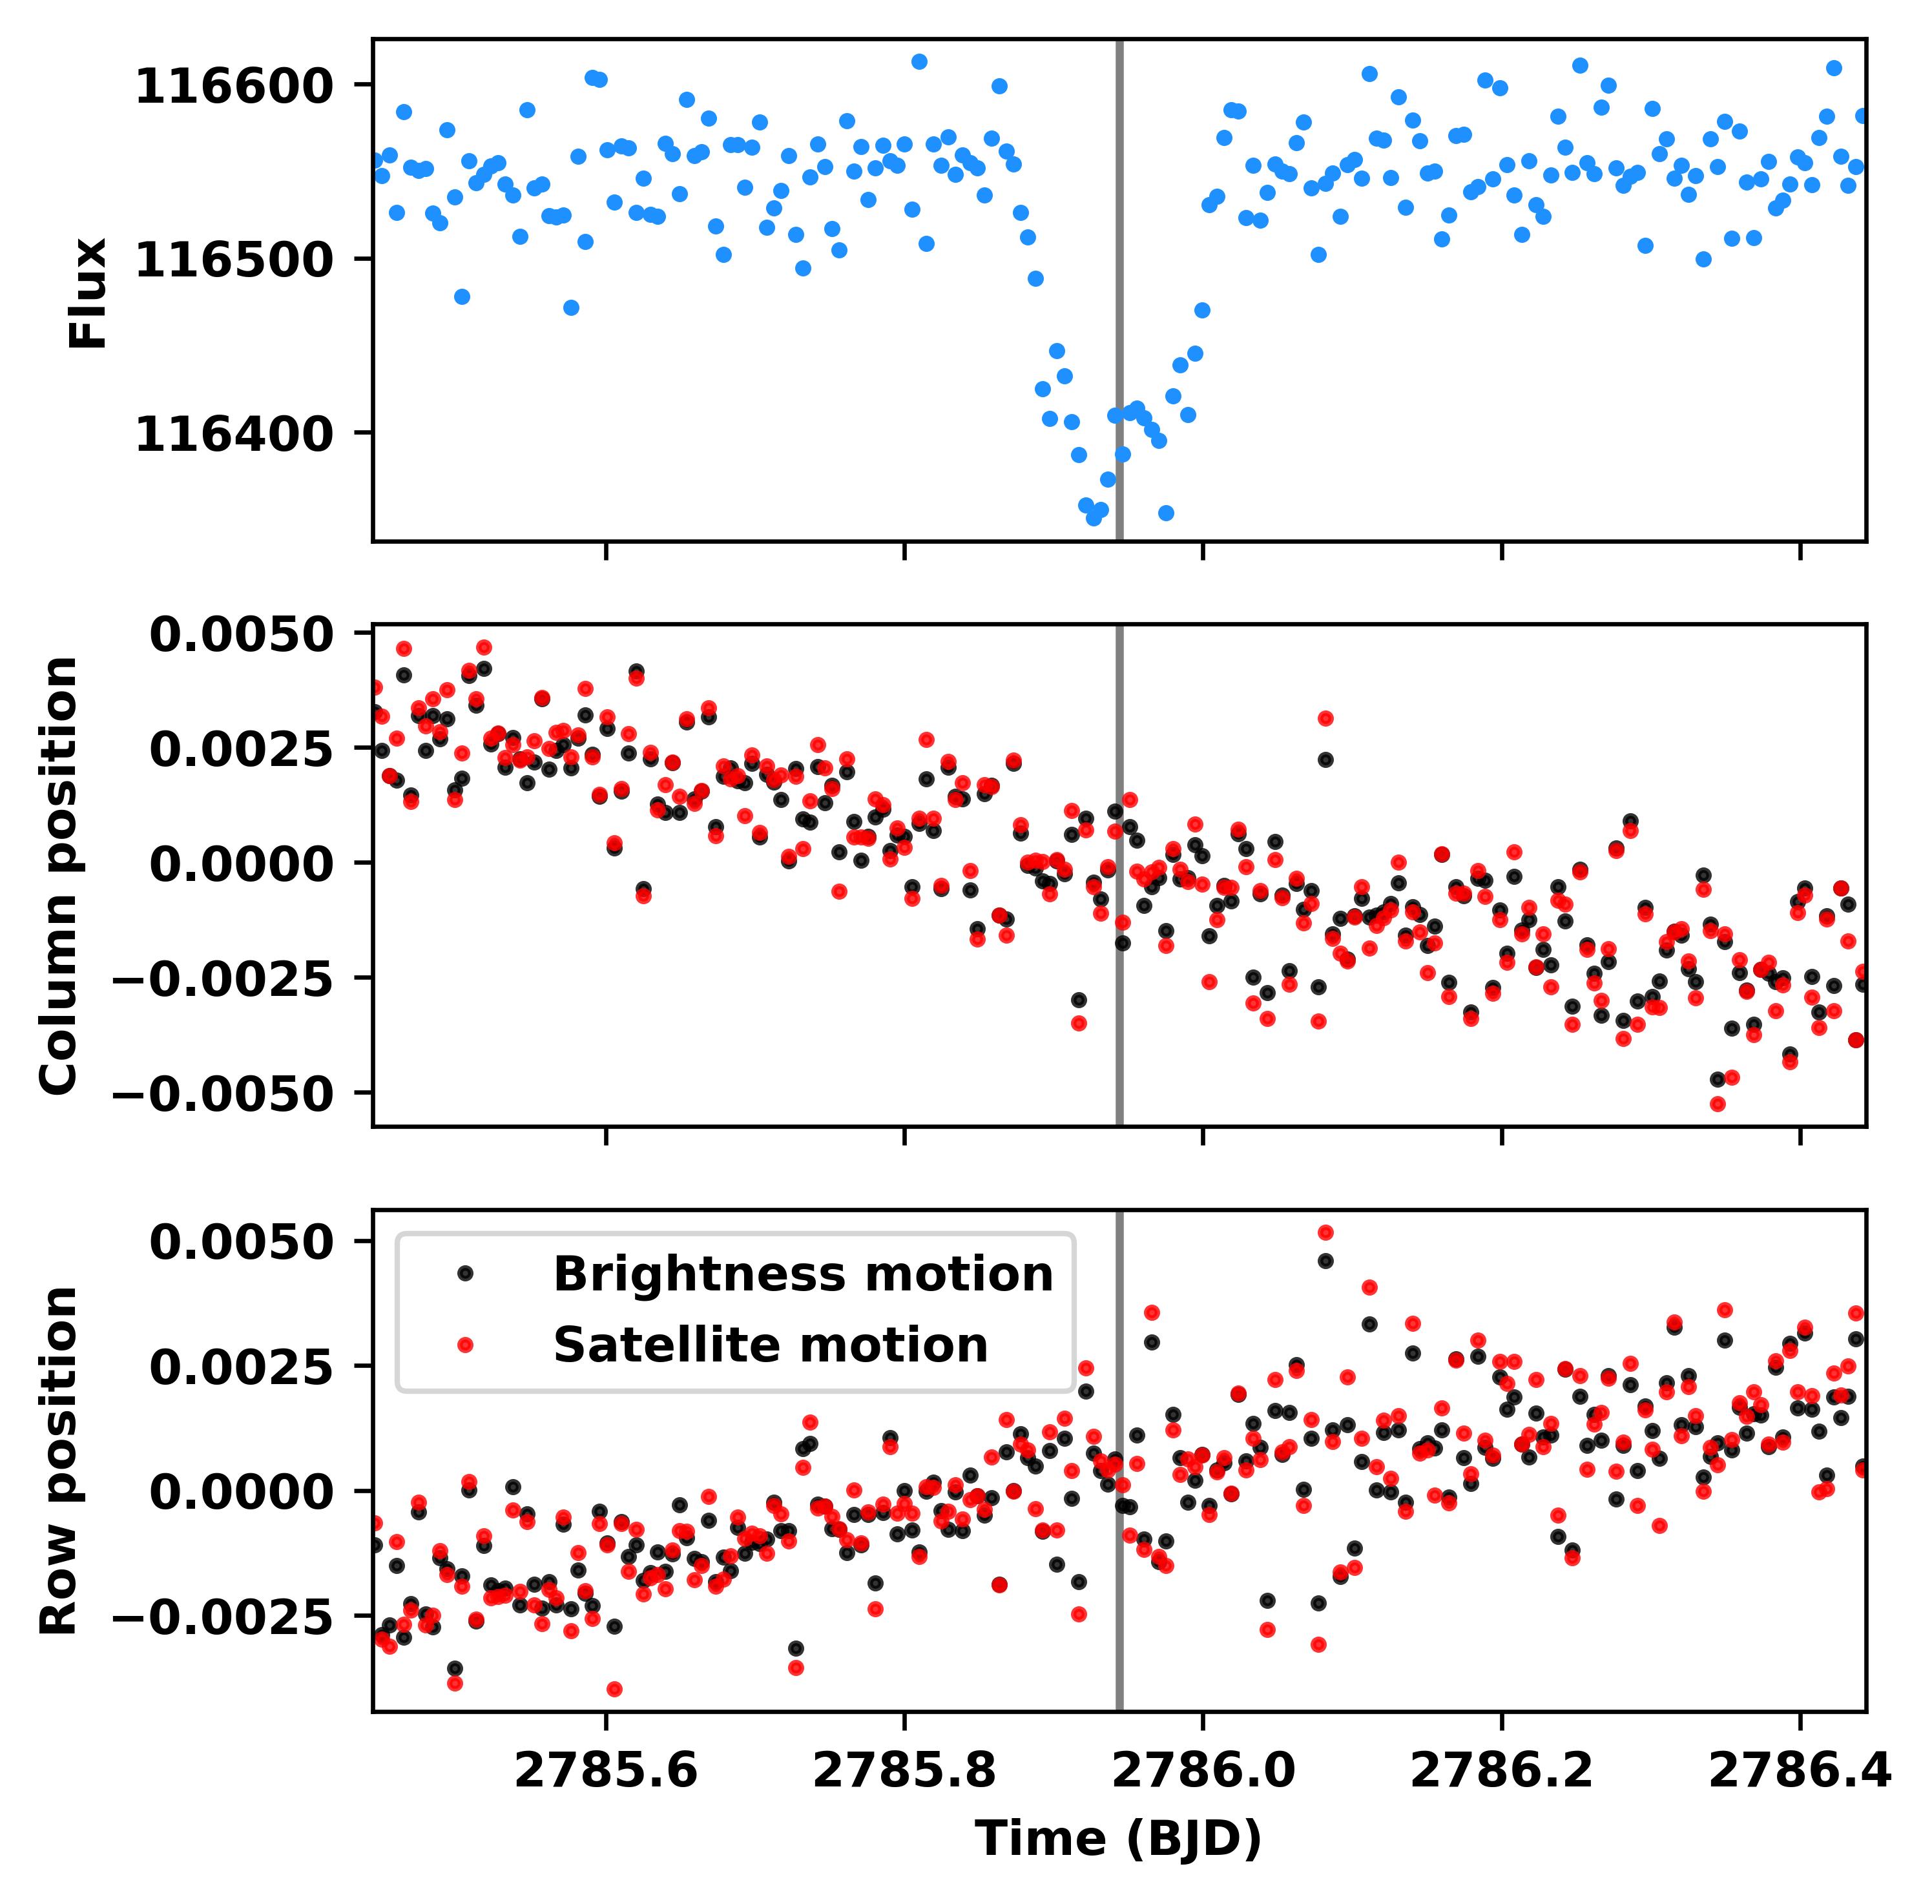 116600
116500
116400
Flux
0.0050
0.0025
0.0000
−0.0025
−0.0050
Column position
0.0050
0.0025
0.0000
−0.0025
Row position
Brightness motion
Satellite motion
2785.6 2785.8 2786.0 2786.2 2786.4
Time (BJD)